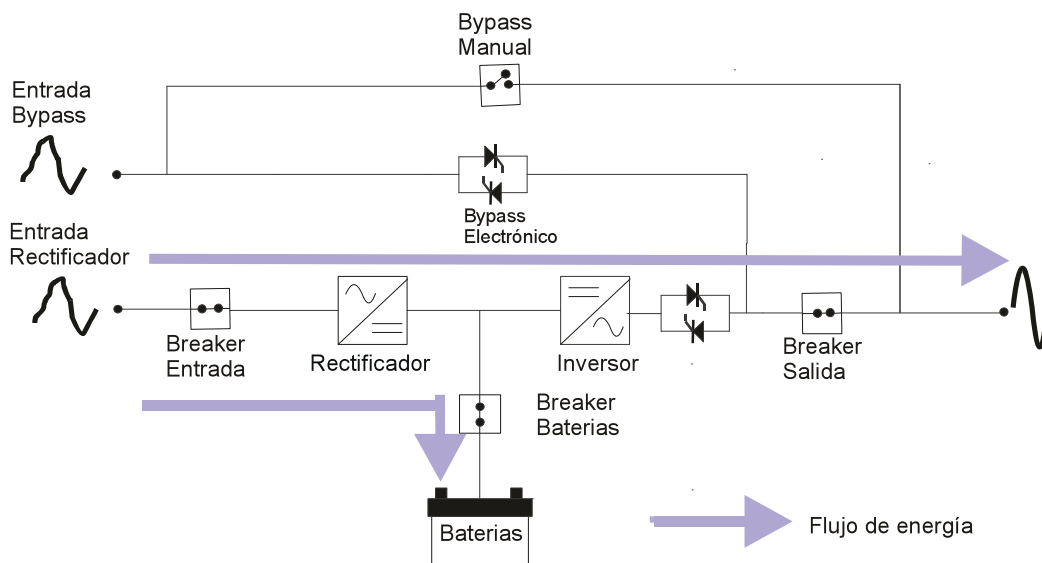 Bypass
Manual
Entrada
Bypass
Bypass
Electrónico
Entrada
Rectificador
Breaker
Entrada
Rectificador
Inversor
Breaker
Salida
Breaker
Baterias
Baterias
Flujo de energía